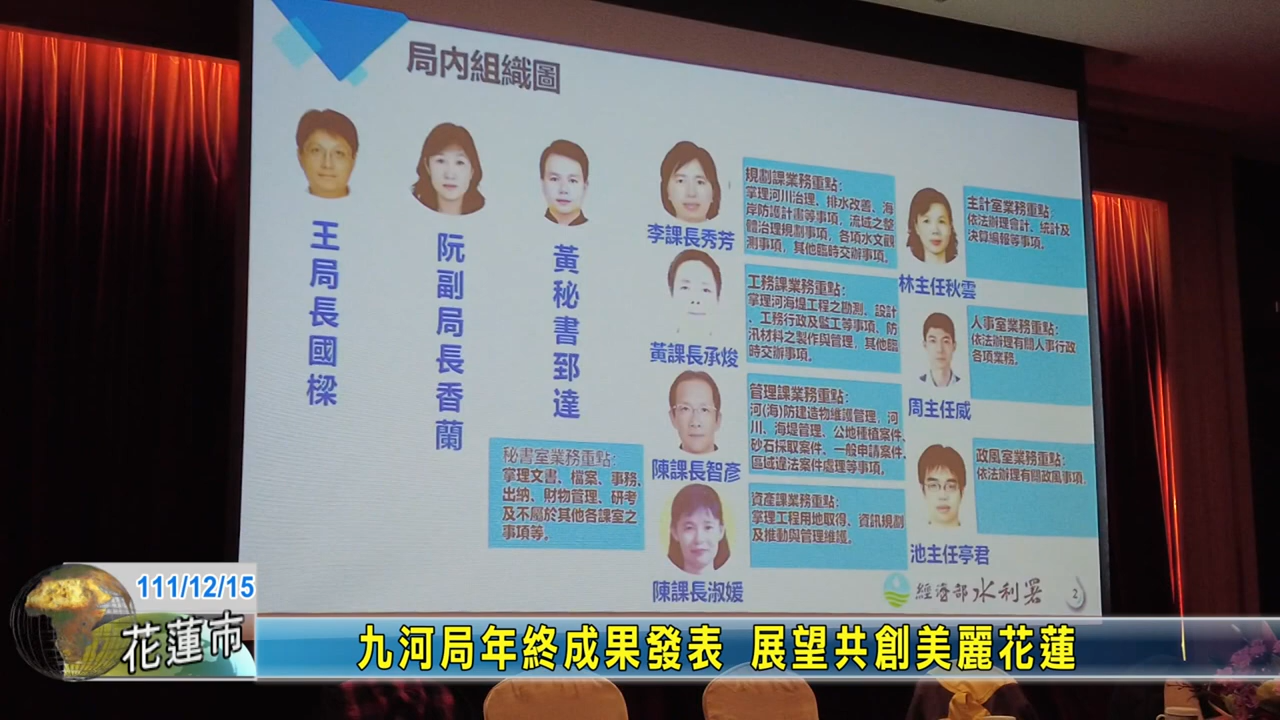 局內組織圖
王局長國樑
阮副局長香蘭
黃秘書郅達
秘書室業務重點：
掌理文書、檔案、事務、
出納、財物管理、研考
及不屬於其他各課室之
事項等。
李課長秀芳
規劃課業務重點：
掌理河川治理、排水改善、海
岸防護計畫等事項，流域之整
體治理規劃事項，各項水文觀
測事項，其他臨時交辦事項。
黃課長承焌
工務課業務重點：
掌理河海堤工程之勘測、設計
、工務行政及監工等事項、防
汛材料之製作與管理，其他臨
時交辦事項。
陳課長智彥
管理課業務重點：
河(海)防建造物維護管理，河
川、海堤管理、公地種植案件、
砂石採取案件、一般申請案件、
區域違法案件處理等事項。
陳課長淑媛
資產課業務重點：
掌理工程用地取得、資訊規劃
及推動與管理維護。
林主任秋雲
主計室業務重點：
依法辦理會計、統計及
決算編報等事項。
周主任威
人事室業務重點：
依法辦理有關人事行政
各項業務。
池主任亭君
政風室業務重點：
依法辦理有關政風事項。
經濟部水利署
2
111/12/15
花蓮市
九河局年終成果發表 展望共創美麗花蓮